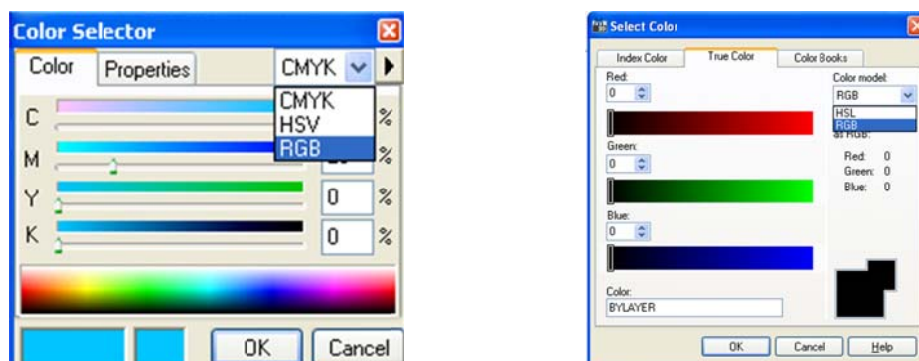 Color Selector
Color
Properties
CMYK
CMYK
HSV
RGB
C
%
M
%
Y
0
%
K
0
%
OK
Cancel
Select Color
Index Color
True Color
Color Books
Red:
0
Color model:
RGB
HSL
RGB
as RGB:
Green:
0
Red: 0
Green: 0
Blue: 0
Blue:
0
Color:
BYLAYER
OK
Cancel
Help